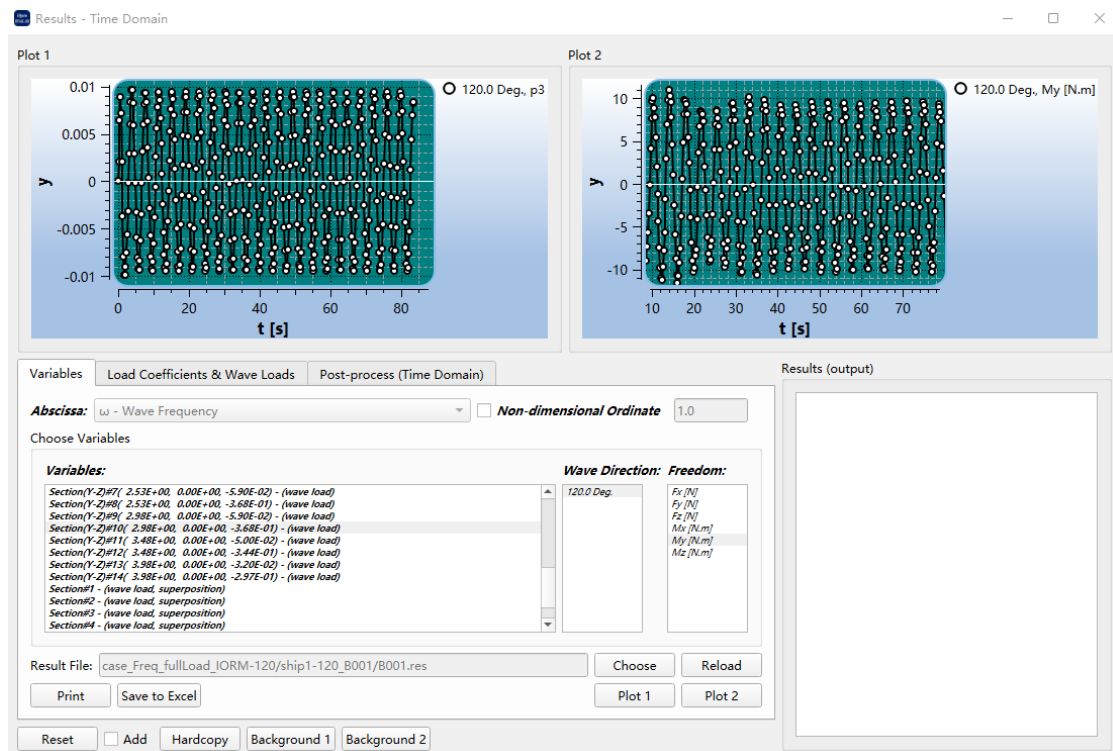 Results - Time Domain
Plot 1
0.01
0.005
0
-0.005
-0.01
y
0 20 40 60 80
t [s]
120.0 Deg., p3
Plot 2
10
5
0
-5
-10
y
10 20 30 40 50 60 70
t [s]
120.0 Deg., My [N.m]
Variables Load Coefficients & Wave Loads Post-process (Time Domain)
Abscissa: ω - Wave Frequency Non-dimensional Ordinate 1.0
Choose Variables
Variables:
Section(Y-Z)#7( 2.53E+00, 0.00E+00, -5.90E-02) - (wave load)
Section(Y-Z)#8( 2.53E+00, 0.00E+00, -3.68E-01) - (wave load)
Section(Y-Z)#9( 2.98E+00, 0.00E+00, -5.90E-02) - (wave load)
Section(Y-Z)#10( 2.98E+00, 0.00E+00, -3.68E-01) - (wave load)
Section(Y-Z)#11( 3.48E+00, 0.00E+00, -5.00E-02) - (wave load)
Section(Y-Z)#12( 3.48E+00, 0.00E+00, -3.44E-01) - (wave load)
Section(Y-Z)#13( 3.98E+00, 0.00E+00, -3.20E-02) - (wave load)
Section(Y-Z)#14( 3.98E+00, 0.00E+00, -2.97E-01) - (wave load)
Section#1 - (wave load, superposition)
Section#2 - (wave load, superposition)
Section#3 - (wave load, superposition)
Section#4 - (wave load, superposition)
Wave Direction:
120.0 Deg.
Freedom:
Fx [N]
Fy [N]
Fz [N]
Mx [N.m]
My [N.m]
Mz [N.m]
Result File: case_Freq_fullLoad_IORM-120/ship1-120_B001/B001.res Choose Reload
Print Save to Excel Plot 1 Plot 2
Reset Add Hardcopy Background 1 Background 2
Results (output)